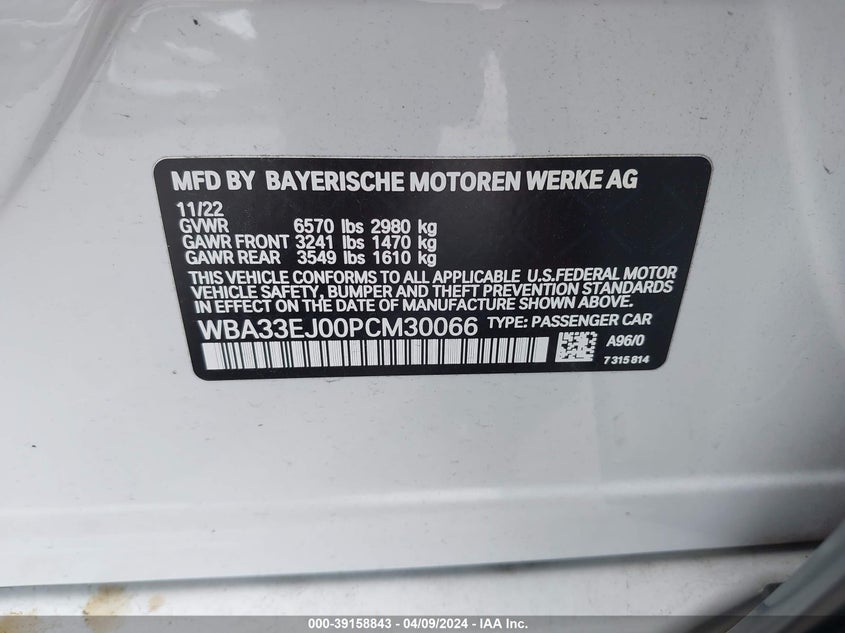 MFD BY BAYERISCHE MOTOREN WERKE AG
11/22
GVWR 6570 lbs 2980 kg
GAWR FRONT 3241 lbs 1470 kg
GAWR REAR 3549 lbs 1610 kg
THIS VEHICLE CONFORMS TO ALL APPLICABLE U.S.FEDERAL MOTOR
VEHICLE SAFETY, BUMPER AND THEFT PREVENTION STANDARDS
IN EFFECT ON THE DATE OF MANUFACTURE SHOWN ABOVE.
WBA33EJ00PCM30066 TYPE: PASSENGER CAR
A96/0
7 315 814
000-39158843 - 04/09/2024 - IAA Inc.